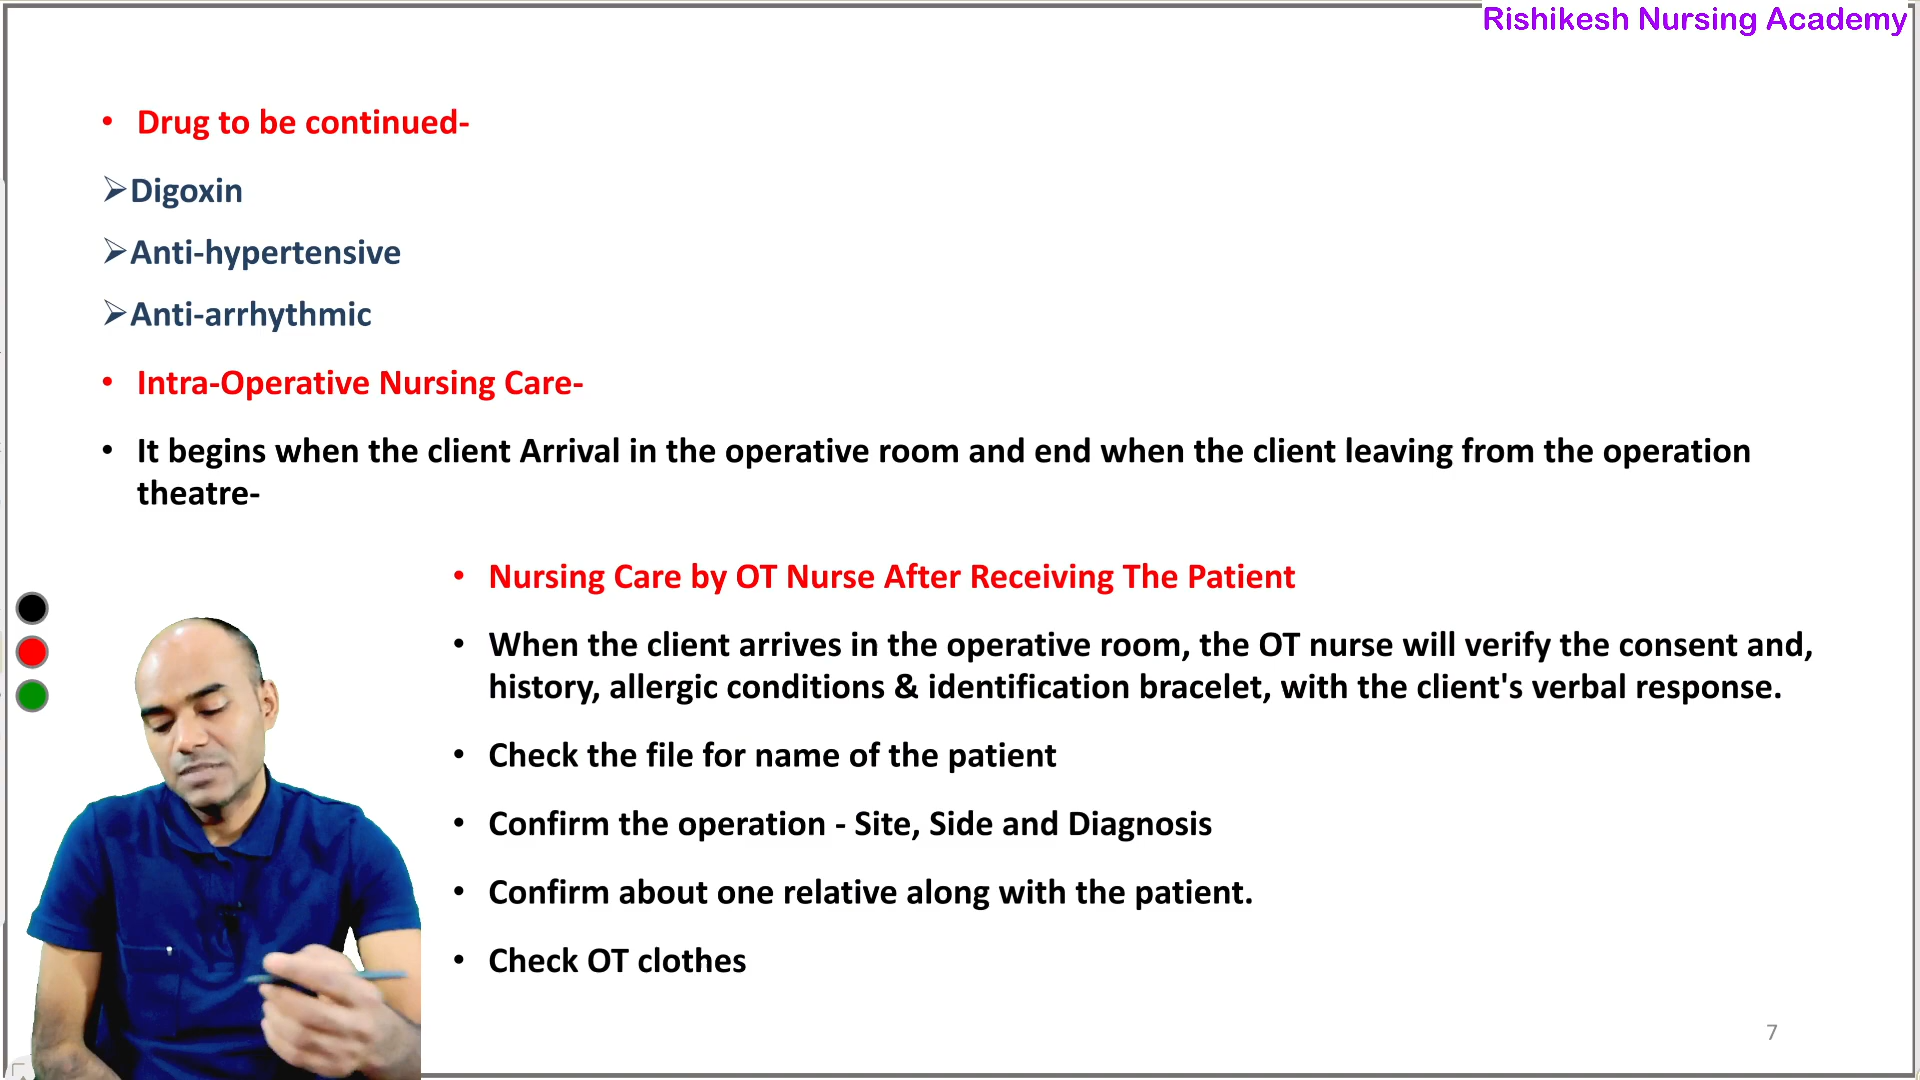 Rishikesh Nursing Academy
• Drug to be continued-
➢Digoxin
➢Anti-hypertensive
➢Anti-arrhythmic
• Intra-Operative Nursing Care-
• It begins when the client Arrival in the operative room and end when the client leaving from the operation
theatre-
• Nursing Care by OT Nurse After Receiving The Patient
• When the client arrives in the operative room, the OT nurse will verify the consent and,
history, allergic conditions & identification bracelet, with the client's verbal response.
• Check the file for name of the patient
• Confirm the operation - Site, Side and Diagnosis
• Confirm about one relative along with the patient.
• Check OT clothes
7